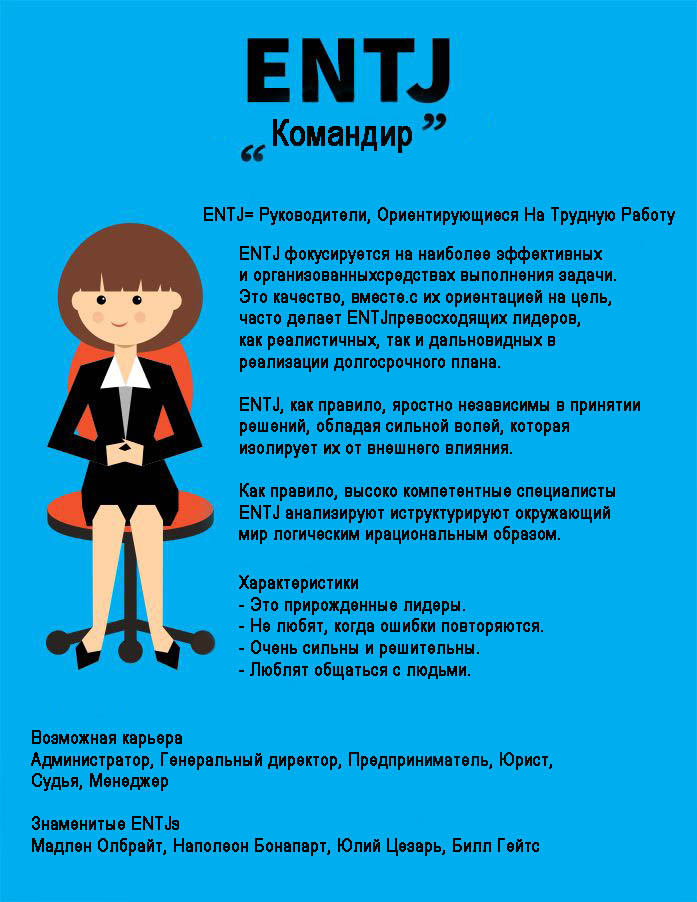 ENTJ
“ Командир ”
ENTJ= Руководители, Ориентирующиеся На Трудную Работу
ENTJ фокусируется на наиболее эффективных
и организованныхсредствах выполнения задачи.
Это качество, вместе.с их ориентацией на цель,
часто делает ENTJпревосходящих лидеров,
как реалистичных, так и дальновидных в
реализации долгосрочного плана.
ENTJ, как правило, яростно независимы в принятии
решений, обладая сильной волей, которая
изолирует их от внешнего влияния.
Как правило, высоко компетентные специалисты
ENTJ анализируют иструктурируют окружающий
мир логическим ирациональным образом.
Характеристики
- Это прирожденные лидеры.
- Не любят, когда ошибки повторяются.
- Очень сильны и решительны.
- Люблят общаться с людьми.
Возможная карьера
Администратор, Генеральный директор, Предприниматель, Юрист,
Судья, Менеджер
Знаменитые ENTJs
Мадлен Олбрайт, Наполеон Бонапарт, Юлий Цезарь, Билл Гейтс